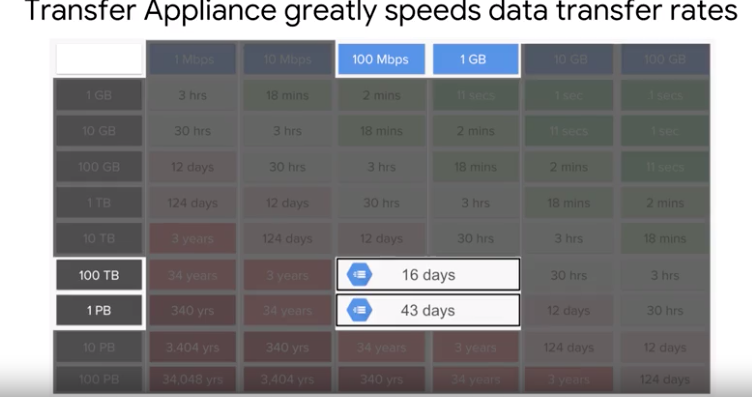 Transfer Appliance greatly speeds data transfer rates
1 Mbps 10 Mbps 100 Mbps 1 GB 10 GB 100 GB
1 GB 3 hrs 18 mins 2 mins 11 secs 1 sec 1 secs
10 GB 30 hrs 3 hrs 18 mins 2 mins 11 secs 1 sec
100 GB 12 days 30 hrs 3 hrs 18 mins 2 mins 11 secs
1 TB 124 days 12 days 30 hrs 3 hrs 18 mins 2 mins
10 TB 3 years 124 days 12 days 30 hrs 3 hrs 18 mins
100 TB 34 years 3 years 16 days 30 hrs 3 hrs
1 PB 340 yrs 34 years 43 days 12 days 30 hrs
10 PB 3,404 yrs 340 yrs 34 years 3 years 124 days 12 days
100 PB 34,048 yrs 3,404 yrs 340 yrs 34 years 3 years 124 days